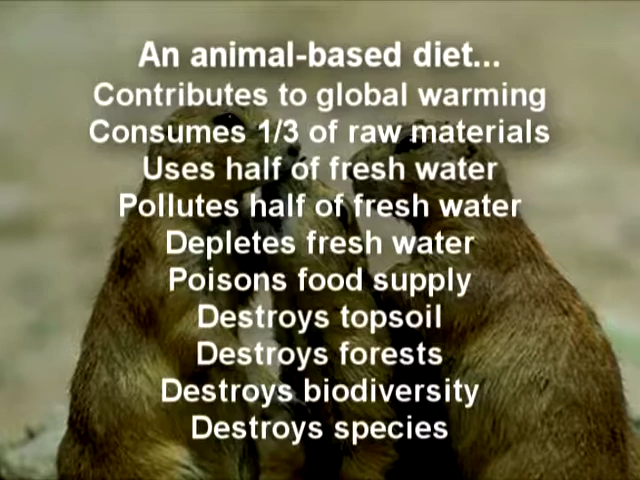 An animal-based diet...
Contributes to global warming
Consumes 1/3 of raw materials
Uses half of fresh water
Pollutes half of fresh water
Depletes fresh water
Poisons food supply
Destroys topsoil
Destroys forests
Destroys biodiversity
Destroys species